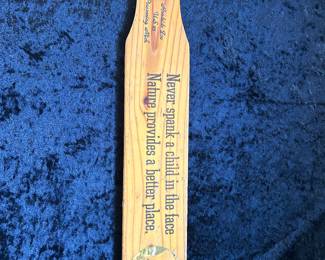 Never spank a child in the face
Nature provides a better place.